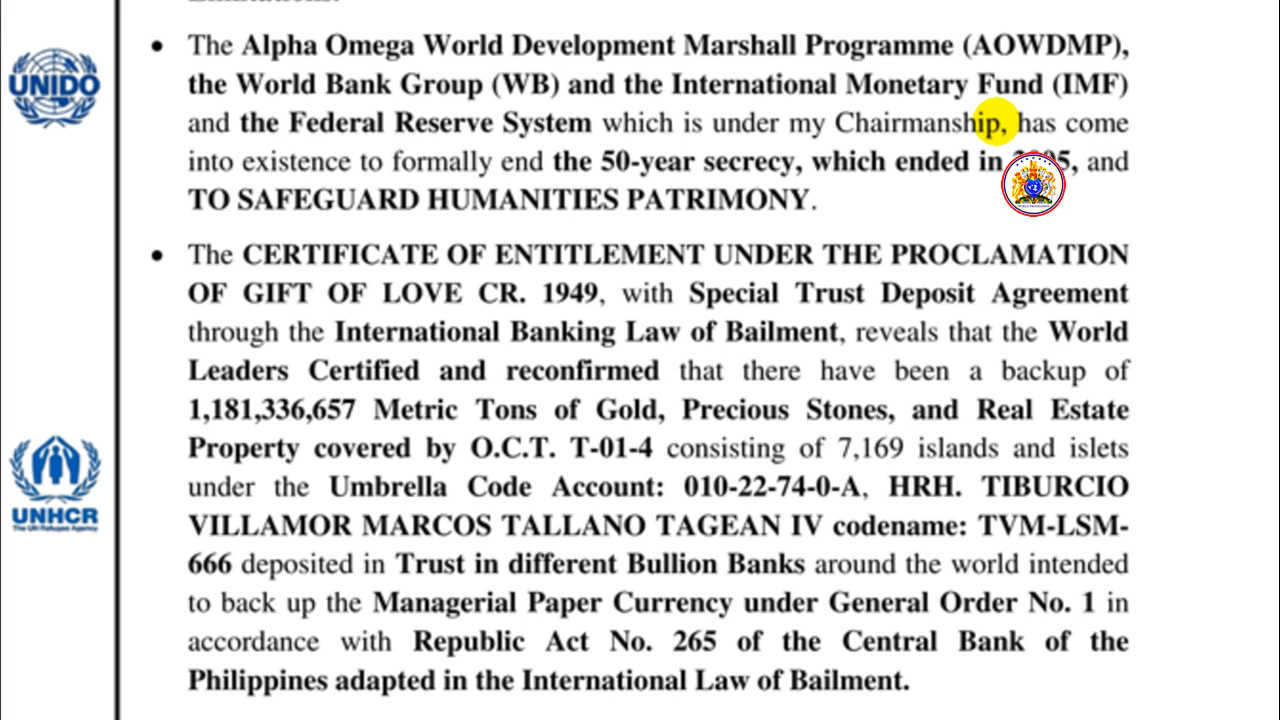 The Alpha Omega World Development Marshall Programme (AOWDMP),
the World Bank Group (WB) and the International Monetary Fund (IMF)
and the Federal Reserve System which is under my Chairmanship, has come
into existence to formally end the 50-year secrecy, which ended in and
TO SAFEGUARD HUMANITIES PATRIMONY.
The CERTIFICATE OF ENTITLEMENT UNDER THE PROCLAMATION
OF GIFT OF LOVE CR. 1949, with Special Trust Deposit Agreement
through the International Banking Law of Bailment, reveals that the World
Leaders Certified and reconfirmed that there have been a backup of
1,181,336,657 Metric Tons of Gold, Precious Stones, and Real Estate
Property covered by O.C.T. T-01-4 consisting of 7,169 islands and islets
under the Umbrella Code Account: 010-22-74-0-A, HRH. TIBURCIO
VILLAMOR MARCOS TALLANO TAGEAN IV codename: TVM-LSM-
666 deposited in Trust in different Bullion Banks around the world intended
to back up the Managerial Paper Currency under General Order No. 1 in
accordance with Republic Act No. 265 of the Central Bank of the
Philippines adapted in the International Law of Bailment.
UNIDO
UNHCR
The UN Refugee Agency